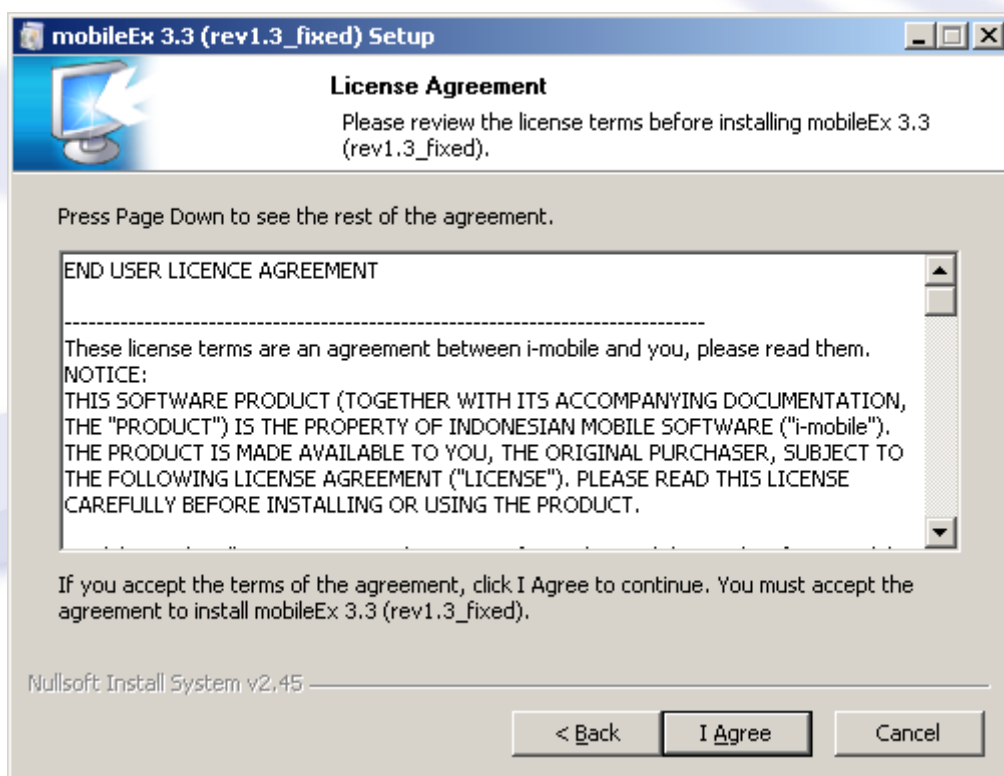 mobileEx 3.3 (rev1.3_fixed) Setup
License Agreement
Please review the license terms before installing mobileEx 3.3
(rev1.3_fixed).
Press Page Down to see the rest of the agreement.
END USER LICENCE AGREEMENT
--------------------------------------------------------------------------------
These license terms are an agreement between i-mobile and you, please read them.
NOTICE:
THIS SOFTWARE PRODUCT (TOGETHER WITH ITS ACCOMPANYING DOCUMENTATION,
THE "PRODUCT") IS THE PROPERTY OF INDONESIAN MOBILE SOFTWARE ("i-mobile").
THE PRODUCT IS MADE AVAILABLE TO YOU, THE ORIGINAL PURCHASER, SUBJECT TO
THE FOLLOWING LICENSE AGREEMENT ("LICENSE"). PLEASE READ THIS LICENSE
CAREFULLY BEFORE INSTALLING OR USING THE PRODUCT.
If you accept the terms of the agreement, click I Agree to continue. You must accept the
agreement to install mobileEx 3.3 (rev1.3_fixed).
Nullsoft Install System v2.45
< Back
I Agree
Cancel